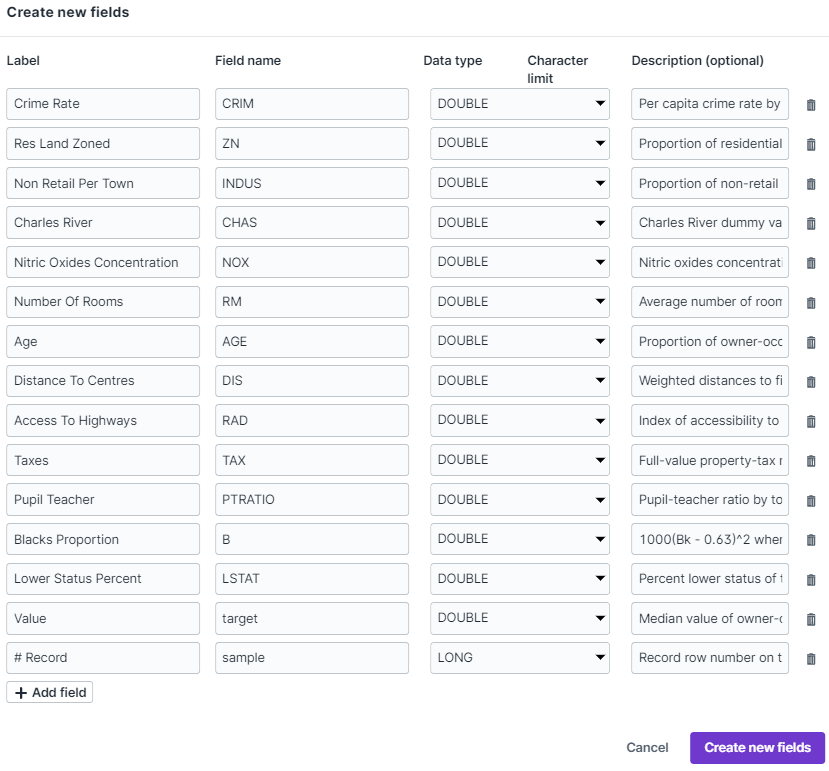 Create new fields
Label Field name Data type Character limit Description (optional)
Crime Rate CRIM DOUBLE Per capita crime rate by
Res Land Zoned ZN DOUBLE Proportion of residential
Non Retail Per Town INDUS DOUBLE Proportion of non-retail
Charles River CHAS DOUBLE Charles River dummy va
Nitric Oxides Concentration NOX DOUBLE Nitric oxides concentrati
Number Of Rooms RM DOUBLE Average number of room
Age AGE DOUBLE Proportion of owner-occ
Distance To Centres DIS DOUBLE Weighted distances to fi
Access To Highways RAD DOUBLE Index of accessibility to
Taxes TAX DOUBLE Full-value property-tax r
Pupil Teacher PTRATIO DOUBLE Pupil-teacher ratio by to
Blacks Proportion B DOUBLE 1000(Bk - 0.63)^2 wher
Lower Status Percent LSTAT DOUBLE Percent lower status of t
Value target DOUBLE Median value of owner-o
# Record sample LONG Record row number on t
+ Add field
Cancel Create new fields